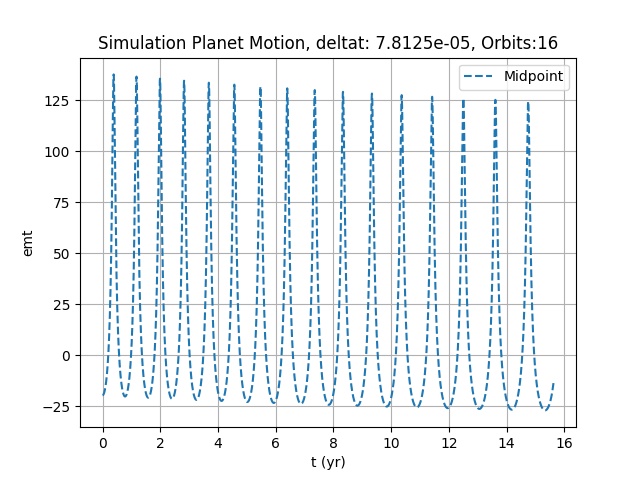 Simulation Planet Motion, deltat: 7.8125e-05, Orbits:16
Midpoint
125
100
75
50
25
0
−25
emt
0 2 4 6 8 10 12 14 16
t (yr)